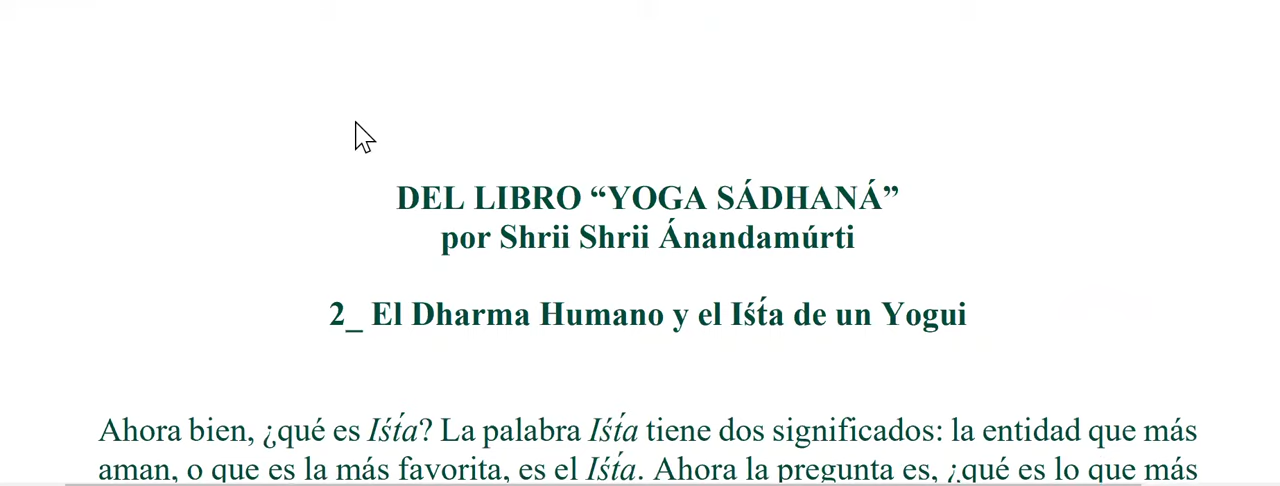 DEL LIBRO “YOGA SÁDHANÁ”
por Shrii Shrii Ánandamúrti
2_ El Dharma Humano y el Iśt́a de un Yogui
Ahora bien, ¿qué es Iśt́a? La palabra Iśt́a tiene dos significados: la entidad que más
aman, o que es la más favorita, es el Iśt́a. Ahora la pregunta es, ¿qué es lo que más